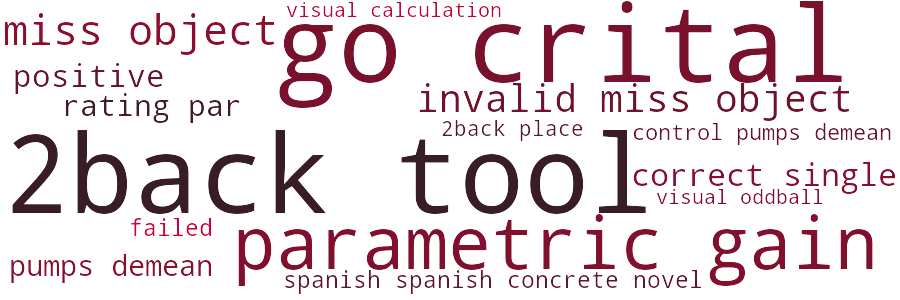 visual calculation
miss object
go crital
positive
rating par
invalid miss object
2back place
control pumps demean
2back tool
correct single
visual oddball
failed
parametric gain
pumps demean
spanish spanish concrete novel